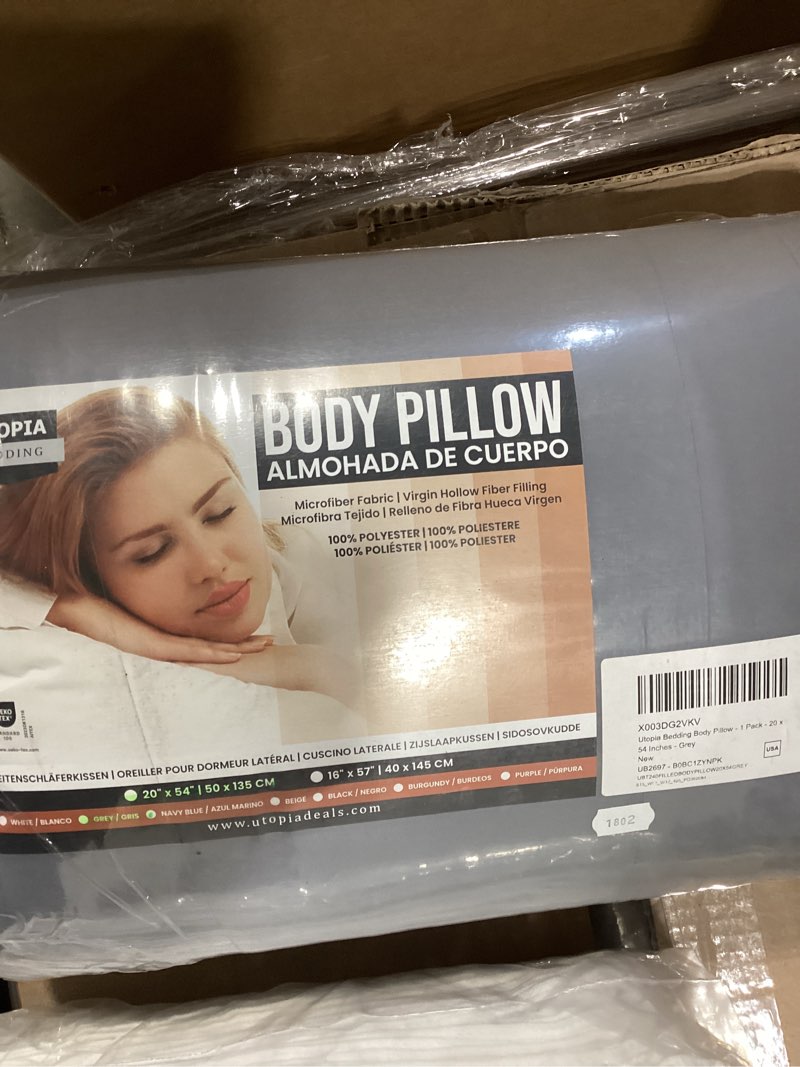 OPIA
DING
BODY PILLOW
ALMOHADA DE CUERPO
Microfiber Fabric | Virgin Hollow Fiber Filling
Microfibra Tejido | Relleno de Fibra Hueca Virgen
100% POLYESTER | 100% POLIESTERE
100% POLIÉSTER | 100% POLIESTER
EITENSCHLÄFERKISSEN | OREILLER POUR DORMEUR LATÉRAL | CUSCINO LATERALE | ZIJSLAAPKUSSEN | SIDOSOVKUDDE
20" x 54" | 50 x 135 CM
16" x 57" | 40 x 145 CM
WHITE / BLANCO
GREY / GRIS
NAVY BLUE / AZUL MARINO
BEIGE
BLACK / NEGRO
BURGUNDY / BURDEOS
PURPLE / PÚRPURA
www.utopiadeals.com
X003DG2VKV
Utopia Bedding Body Pillow - 1 Pack - 20 x
54 Inches - Grey
New
USA
UB2697 - B0BC1ZYNPK
1802